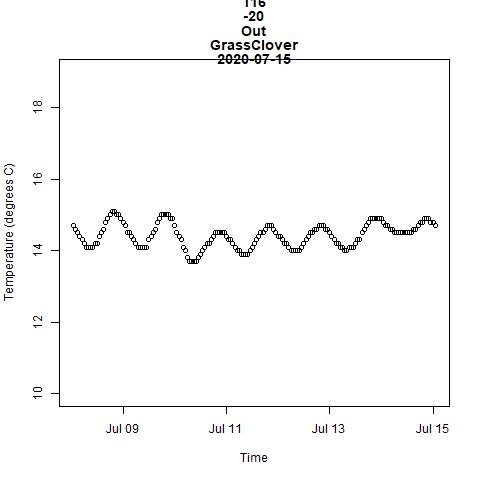 T16
-20
Out
GrassClover
2020-07-15
Temperature (degrees C)
18
16
14
12
10
Jul 09
Jul 11
Jul 13
Jul 15
Time